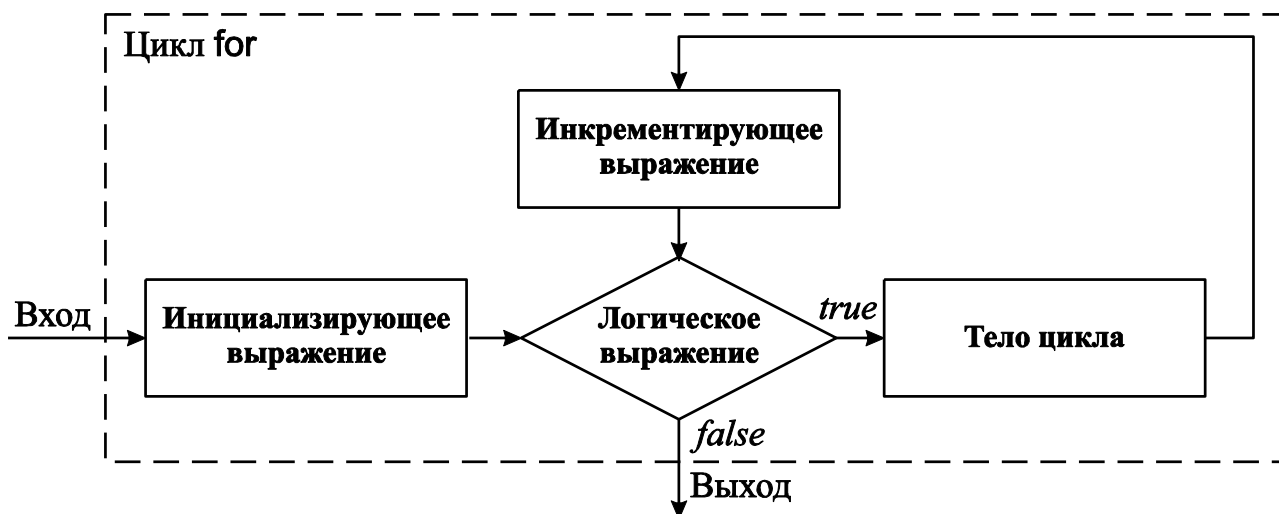 Цикл for
Инкрементирующее
выражение
Вход
Инициализирующее
выражение
Логическое
выражение
true
Тело цикла
false
Выход